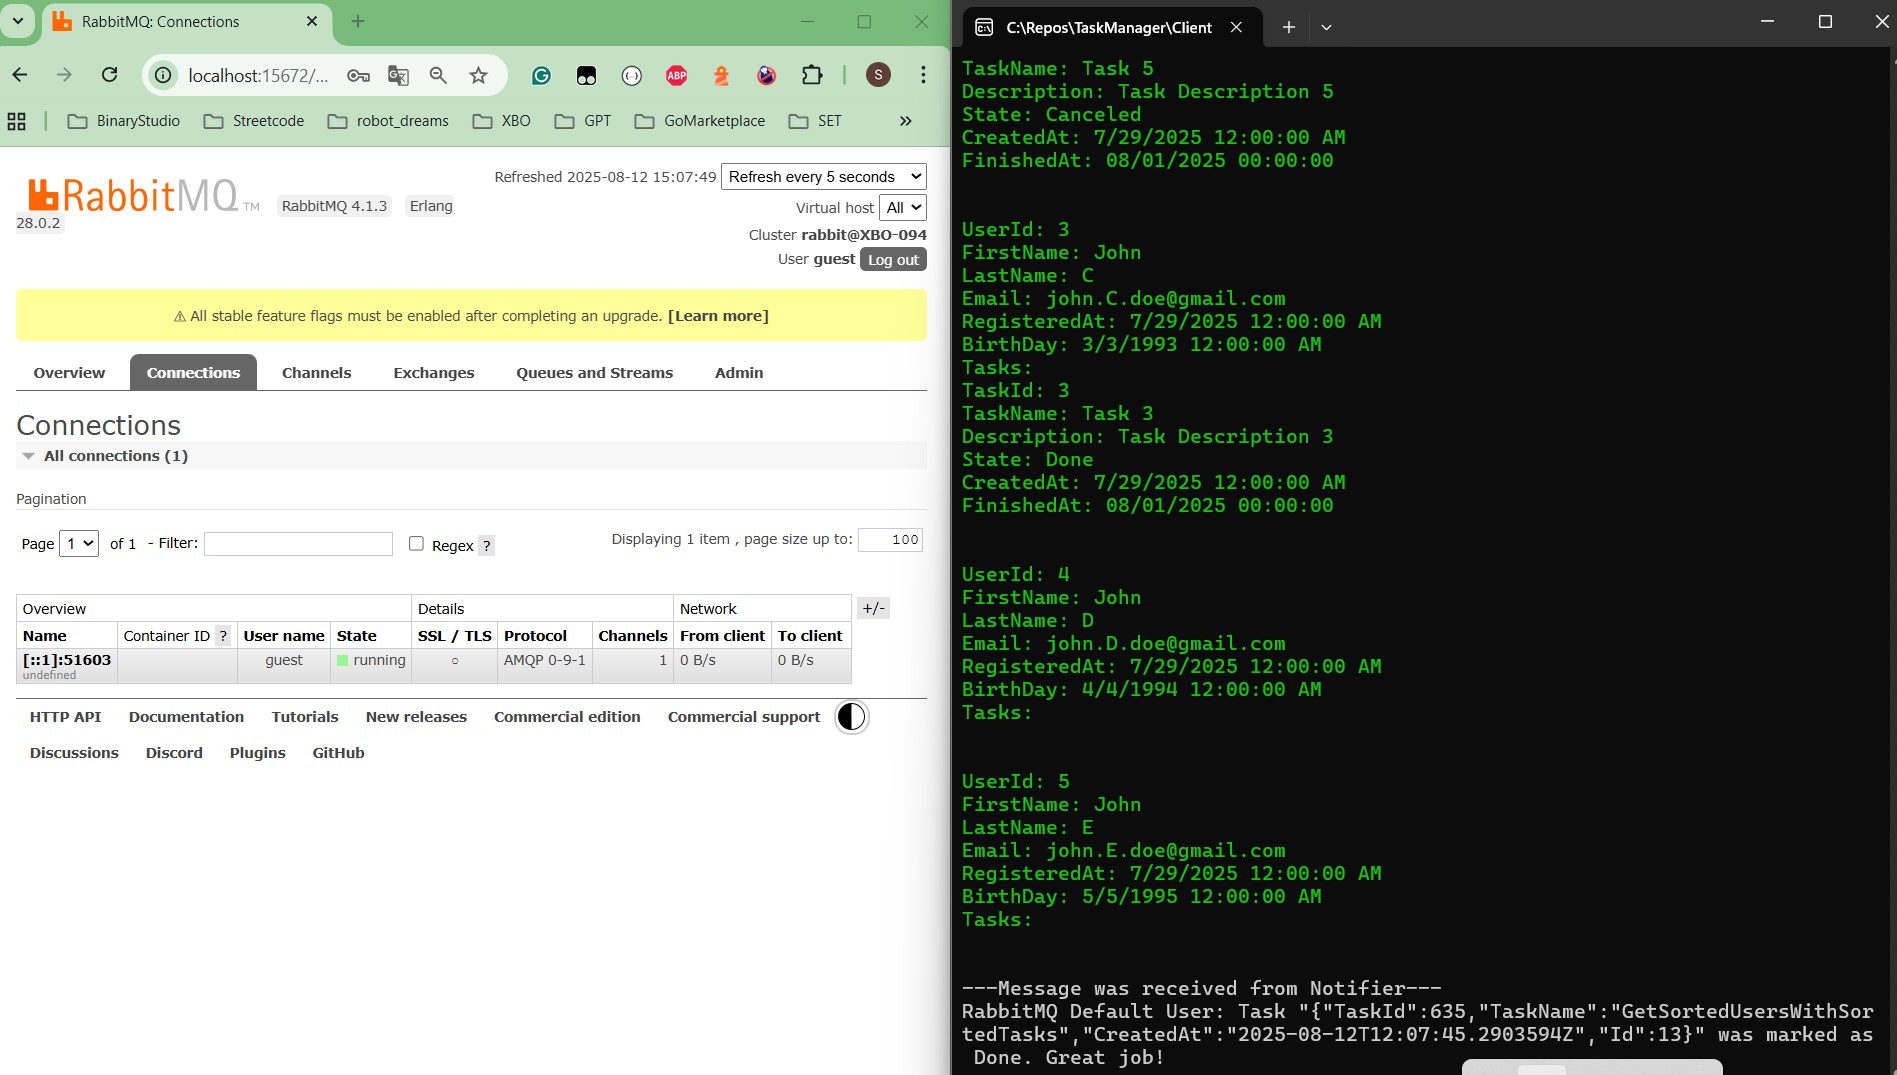 RabbitMQ: Connections
localhost:15672/...
ABP
S
BinaryStudio Streetcode robot_dreams XBO GPT GoMarketplace SET »
RabbitMQ TM RabbitMQ 4.1.3 Erlang
28.0.2
Refreshed 2025-08-12 15:07:49 Refresh every 5 seconds
Virtual host All
Cluster rabbit@XBO-094
User guest Log out
⚠ All stable feature flags must be enabled after completing an upgrade. [Learn more]
Overview Connections Channels Exchanges Queues and Streams Admin
Connections
All connections (1)
Pagination
Page 1 of 1 - Filter: Regex ? Displaying 1 item , page size up to: 100
Overview Details Network +/-
Name Container ID ? User name State SSL / TLS Protocol Channels From client To client
[::1]:51603 guest running ○ AMQP 0-9-1 1 0 B/s 0 B/s
undefined
HTTP API Documentation Tutorials New releases Commercial edition Commercial support
Discussions Discord Plugins GitHub
C:\Repos\TaskManager\Client
TaskName: Task 5
Description: Task Description 5
State: Canceled
CreatedAt: 7/29/2025 12:00:00 AM
FinishedAt: 08/01/2025 00:00:00
UserId: 3
FirstName: John
LastName: C
Email: john.C.doe@gmail.com
RegisteredAt: 7/29/2025 12:00:00 AM
BirthDay: 3/3/1993 12:00:00 AM
Tasks:
TaskId: 3
TaskName: Task 3
Description: Task Description 3
State: Done
CreatedAt: 7/29/2025 12:00:00 AM
FinishedAt: 08/01/2025 00:00:00
UserId: 4
FirstName: John
LastName: D
Email: john.D.doe@gmail.com
RegisteredAt: 7/29/2025 12:00:00 AM
BirthDay: 4/4/1994 12:00:00 AM
Tasks:
UserId: 5
FirstName: John
LastName: E
Email: john.E.doe@gmail.com
RegisteredAt: 7/29/2025 12:00:00 AM
BirthDay: 5/5/1995 12:00:00 AM
Tasks:
---Message was received from Notifier---
RabbitMQ Default User: Task "{"TaskId":635,"TaskName":"GetSortedUsersWithSor
tedTasks","CreatedAt":"2025-08-12T12:07:45.2903594Z","Id":13}" was marked as
Done. Great job!